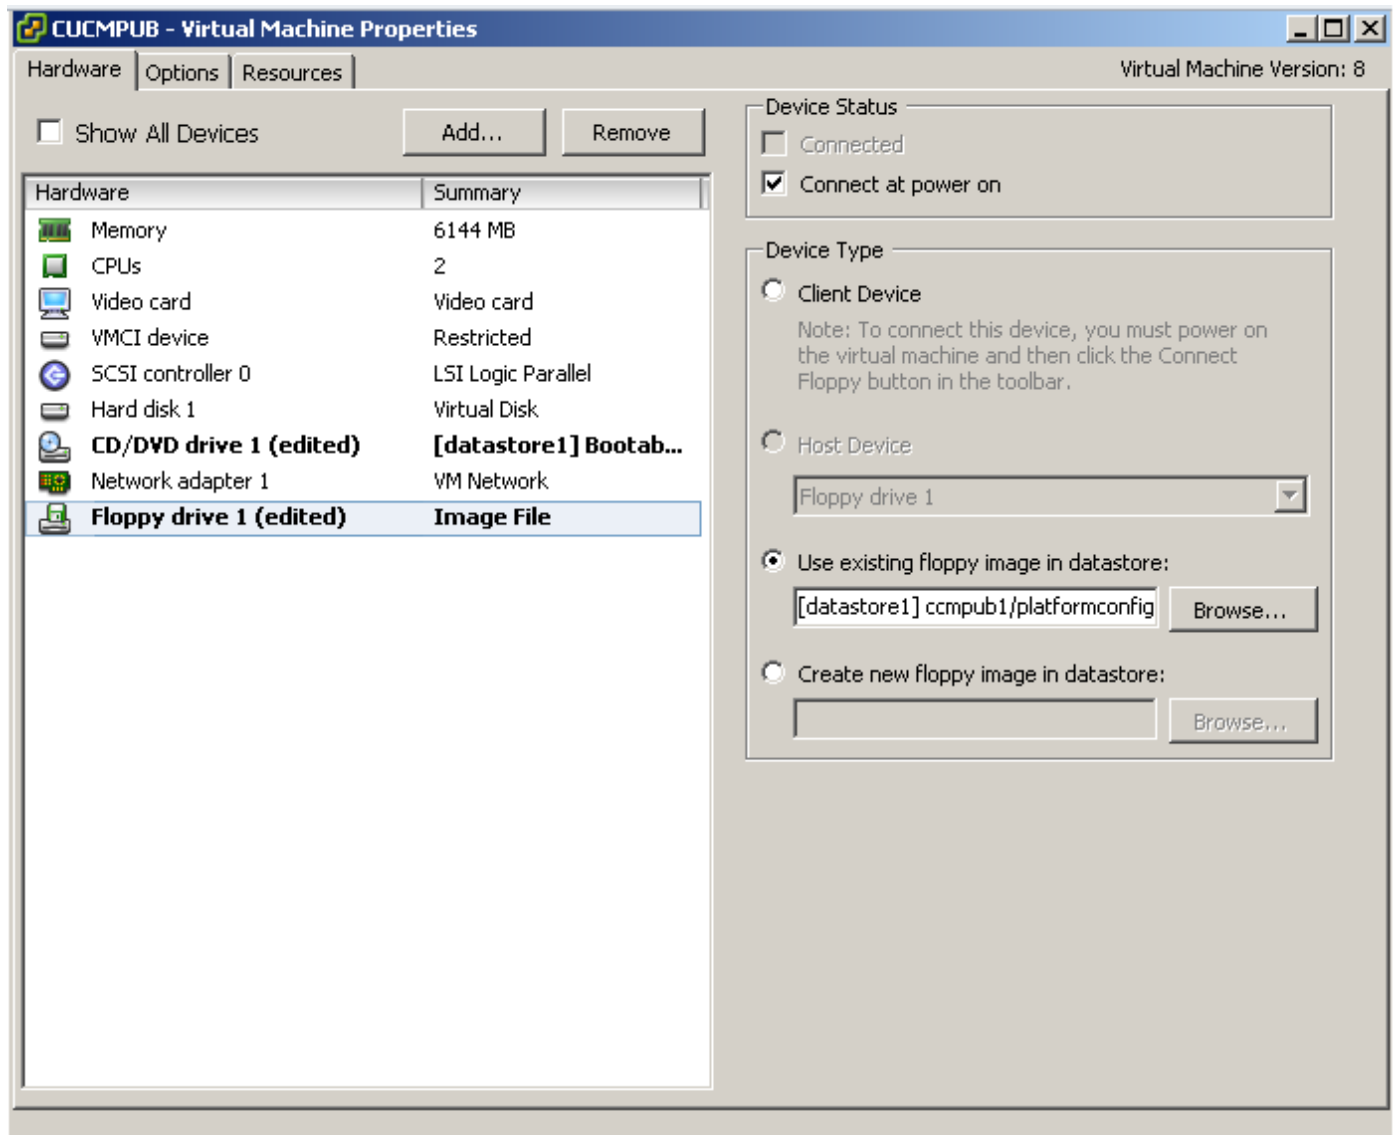 CUCMPUB - Virtual Machine Properties
Hardware Options Resources Virtual Machine Version: 8
Show All Devices Add... Remove
Hardware Summary
Memory 6144 MB
CPUs 2
Video card Video card
VMCI device Restricted
SCSI controller 0 LSI Logic Parallel
Hard disk 1 Virtual Disk
CD/DVD drive 1 (edited) [datastore1] Bootab...
Network adapter 1 VM Network
Floppy drive 1 (edited) Image File
Device Status
Connected
Connect at power on
Device Type
Client Device
Note: To connect this device, you must power on
the virtual machine and then click the Connect
Floppy button in the toolbar.
Host Device
Floppy drive 1
Use existing floppy image in datastore:
[datastore1] ccmpub1/platformconfig Browse...
Create new floppy image in datastore:
Browse...